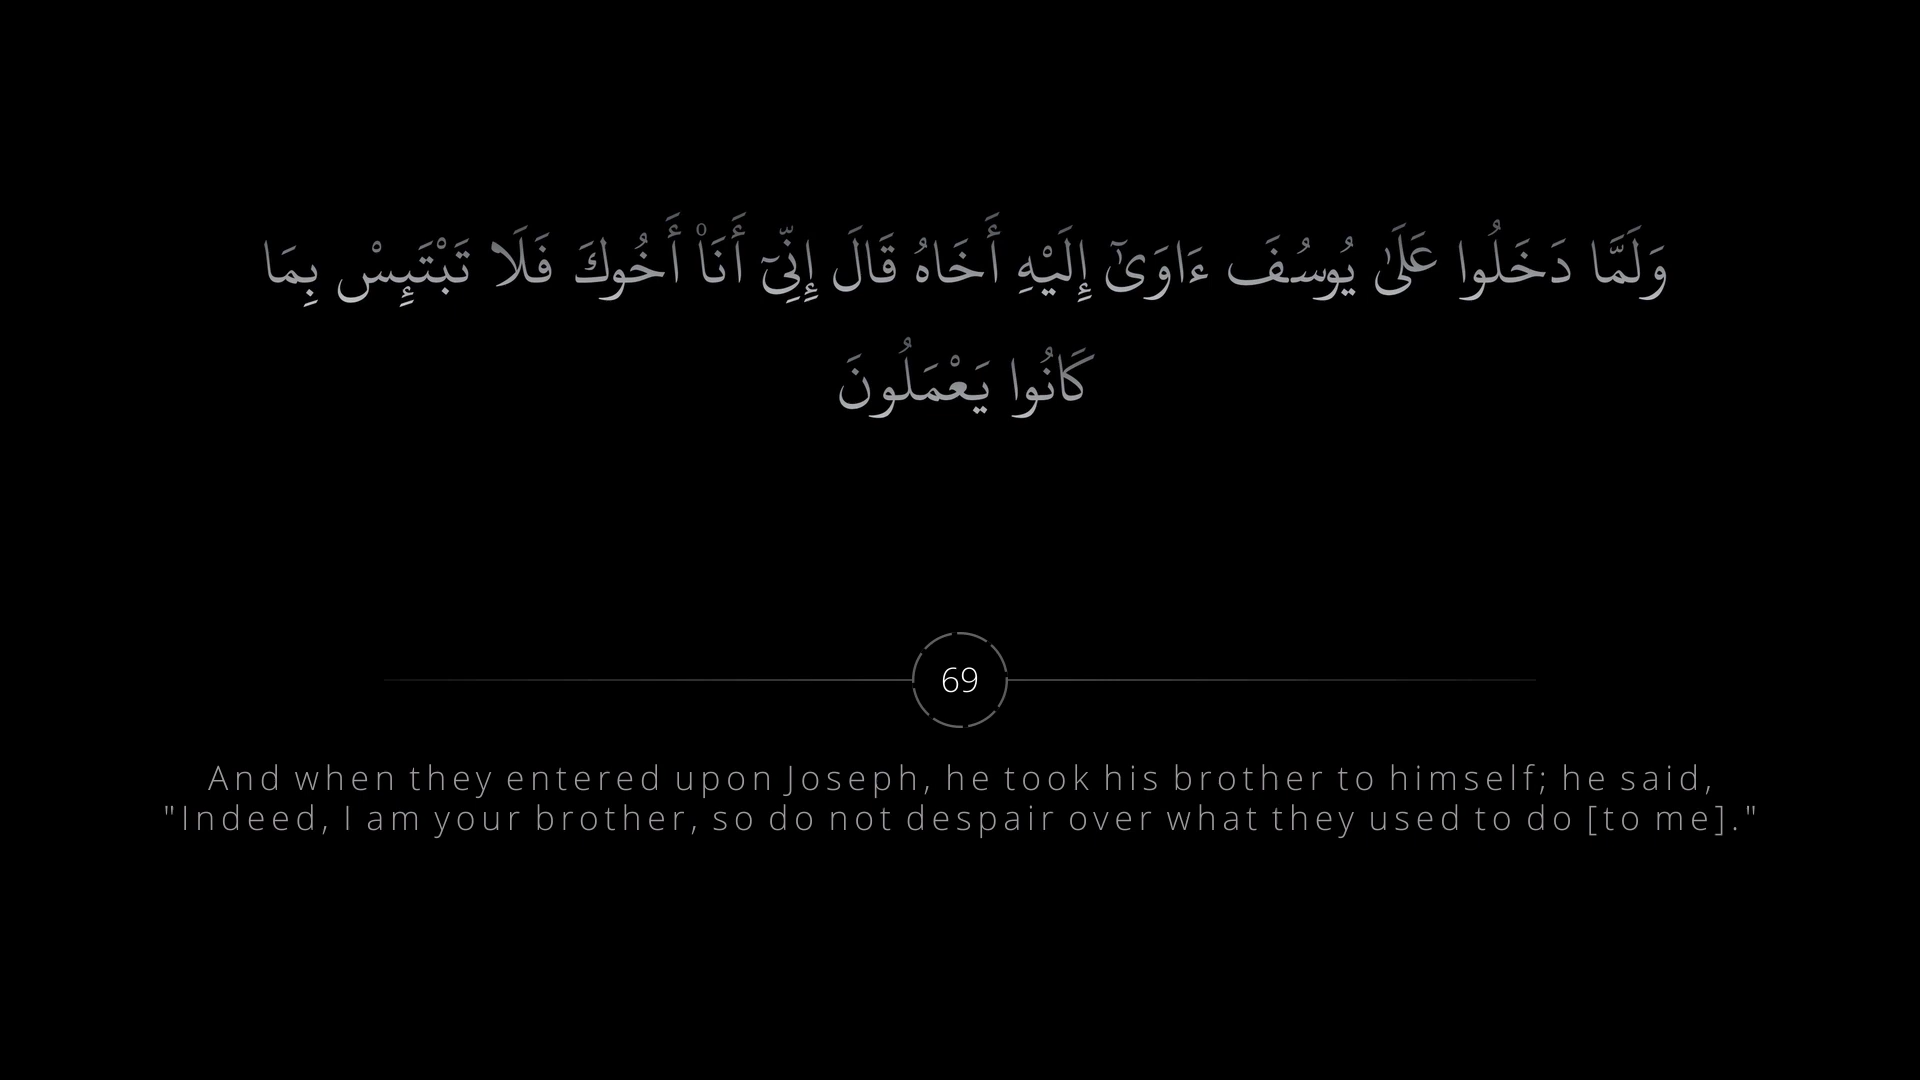 وَلَمَّا دَخَلُوا عَلَىٰ يُوسُفَ ءَاوَىٰٓ إِلَيْهِ أَخَاهُ قَالَ إِنِّىٓ أَنَا۠ أَخُوكَ فَلَا تَبْتَئِسْ بِمَا
كَانُوا يَعْمَلُونَ
69
And when they entered upon Joseph, he took his brother to himself; he said,
"Indeed, I am your brother, so do not despair over what they used to do [to me]."